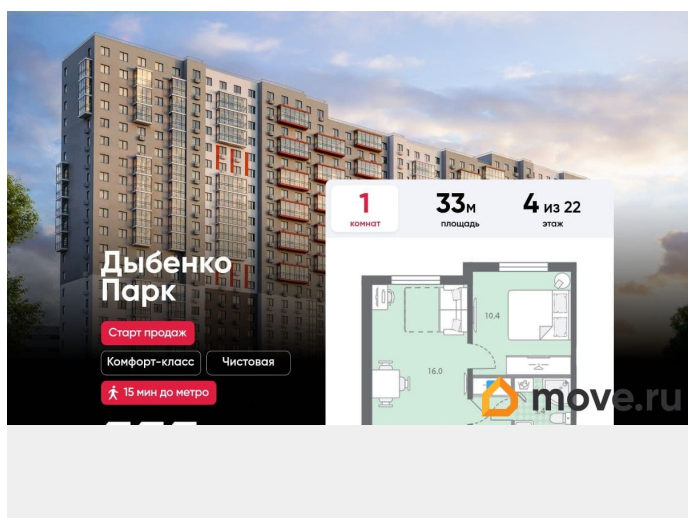 1
комнат
33м
площадь
4 из 22
этаж
Дыбенко
Парк
Старт продаж
Комфорт-класс
Чистовая
15 мин до метро
10.4
16.0
move.ru